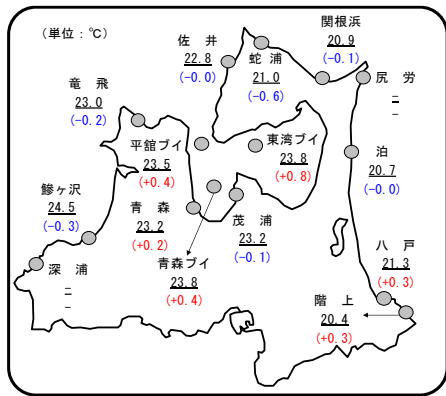 (単位：℃)
関根浜
20.9
(-0.1)
佐井
22.8
(-0.0)
蛇浦
21.0
(-0.6)
尻労
--
--
竜飛
23.0
(-0.2)
平舘ブイ
23.5
(+0.4)
東湾ブイ
23.8
(+0.8)
泊
20.7
(-0.0)
鰺ヶ沢
24.5
(-0.3)
青森
23.2
(+0.2)
茂浦
23.2
(-0.1)
八戸
21.3
(+0.3)
深浦
--
--
青森ブイ
23.8
(+0.4)
階上
20.4
(+0.3)